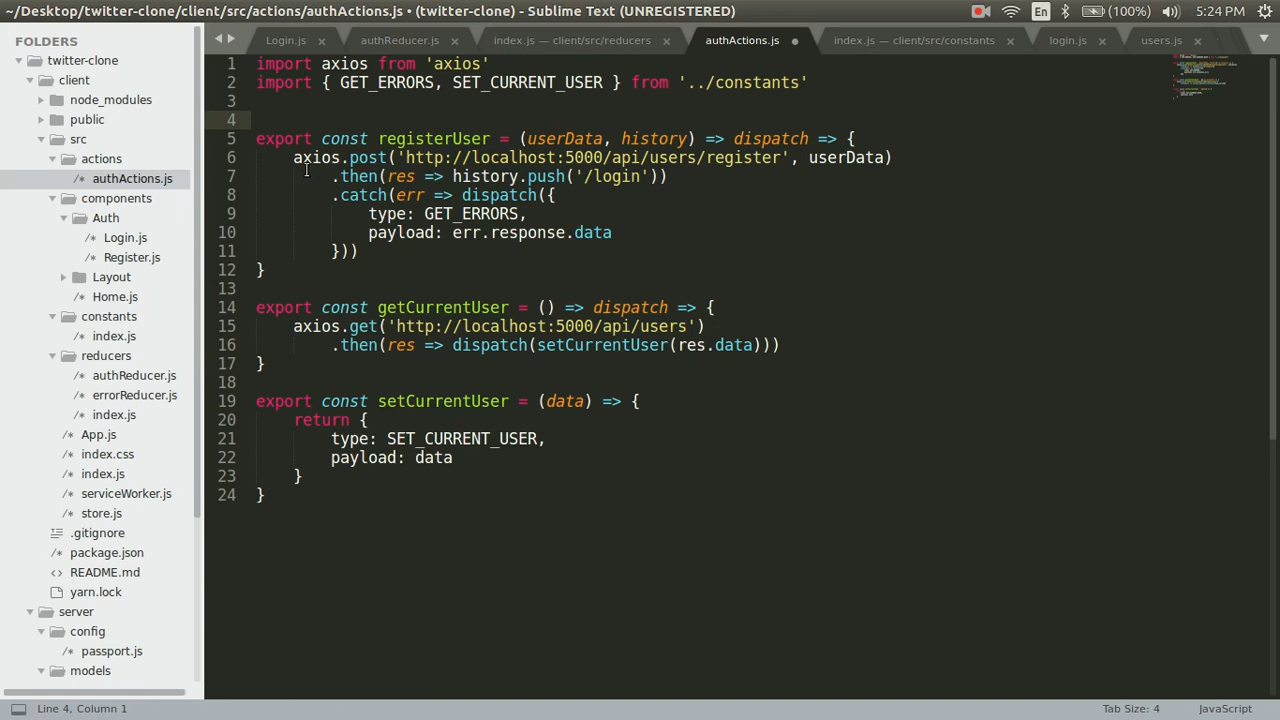 ~/Desktop/twitter-clone/client/src/actions/authActions.js • (twitter-clone) - Sublime Text (UNREGISTERED)
En
(100%)
5:24 PM
FOLDERS
twitter-clone
client
node_modules
public
src
actions
/* authActions.js
components
Auth
/* Login.js
/* Register.js
Layout
/* Home.js
constants
/* index.js
reducers
/* authReducer.js
/* errorReducer.js
/* index.js
/* App.js
/* index.css
/* index.js
/* serviceWorker.js
/* store.js
.gitignore
/* package.json
<> README.md
yarn.lock
server
config
/* passport.js
models
Login.js ×
authReducer.js ×
index.js — client/src/reducers ×
authActions.js •
index.js — client/src/constants ×
login.js ×
users.js ×
1 import axios from 'axios'
2 import { GET_ERRORS, SET_CURRENT_USER } from '../constants'
3
4
5 export const registerUser = (userData, history) => dispatch => {
6 axios.post('http://localhost:5000/api/users/register', userData)
7 .then(res => history.push('/login'))
8 .catch(err => dispatch({
9 type: GET_ERRORS,
10 payload: err.response.data
11 }))
12 }
13
14 export const getCurrentUser = () => dispatch => {
15 axios.get('http://localhost:5000/api/users')
16 .then(res => dispatch(setCurrentUser(res.data)))
17 }
18
19 export const setCurrentUser = (data) => {
20 return {
21 type: SET_CURRENT_USER,
22 payload: data
23 }
24 }
Line 4, Column 1
Tab Size: 4
JavaScript